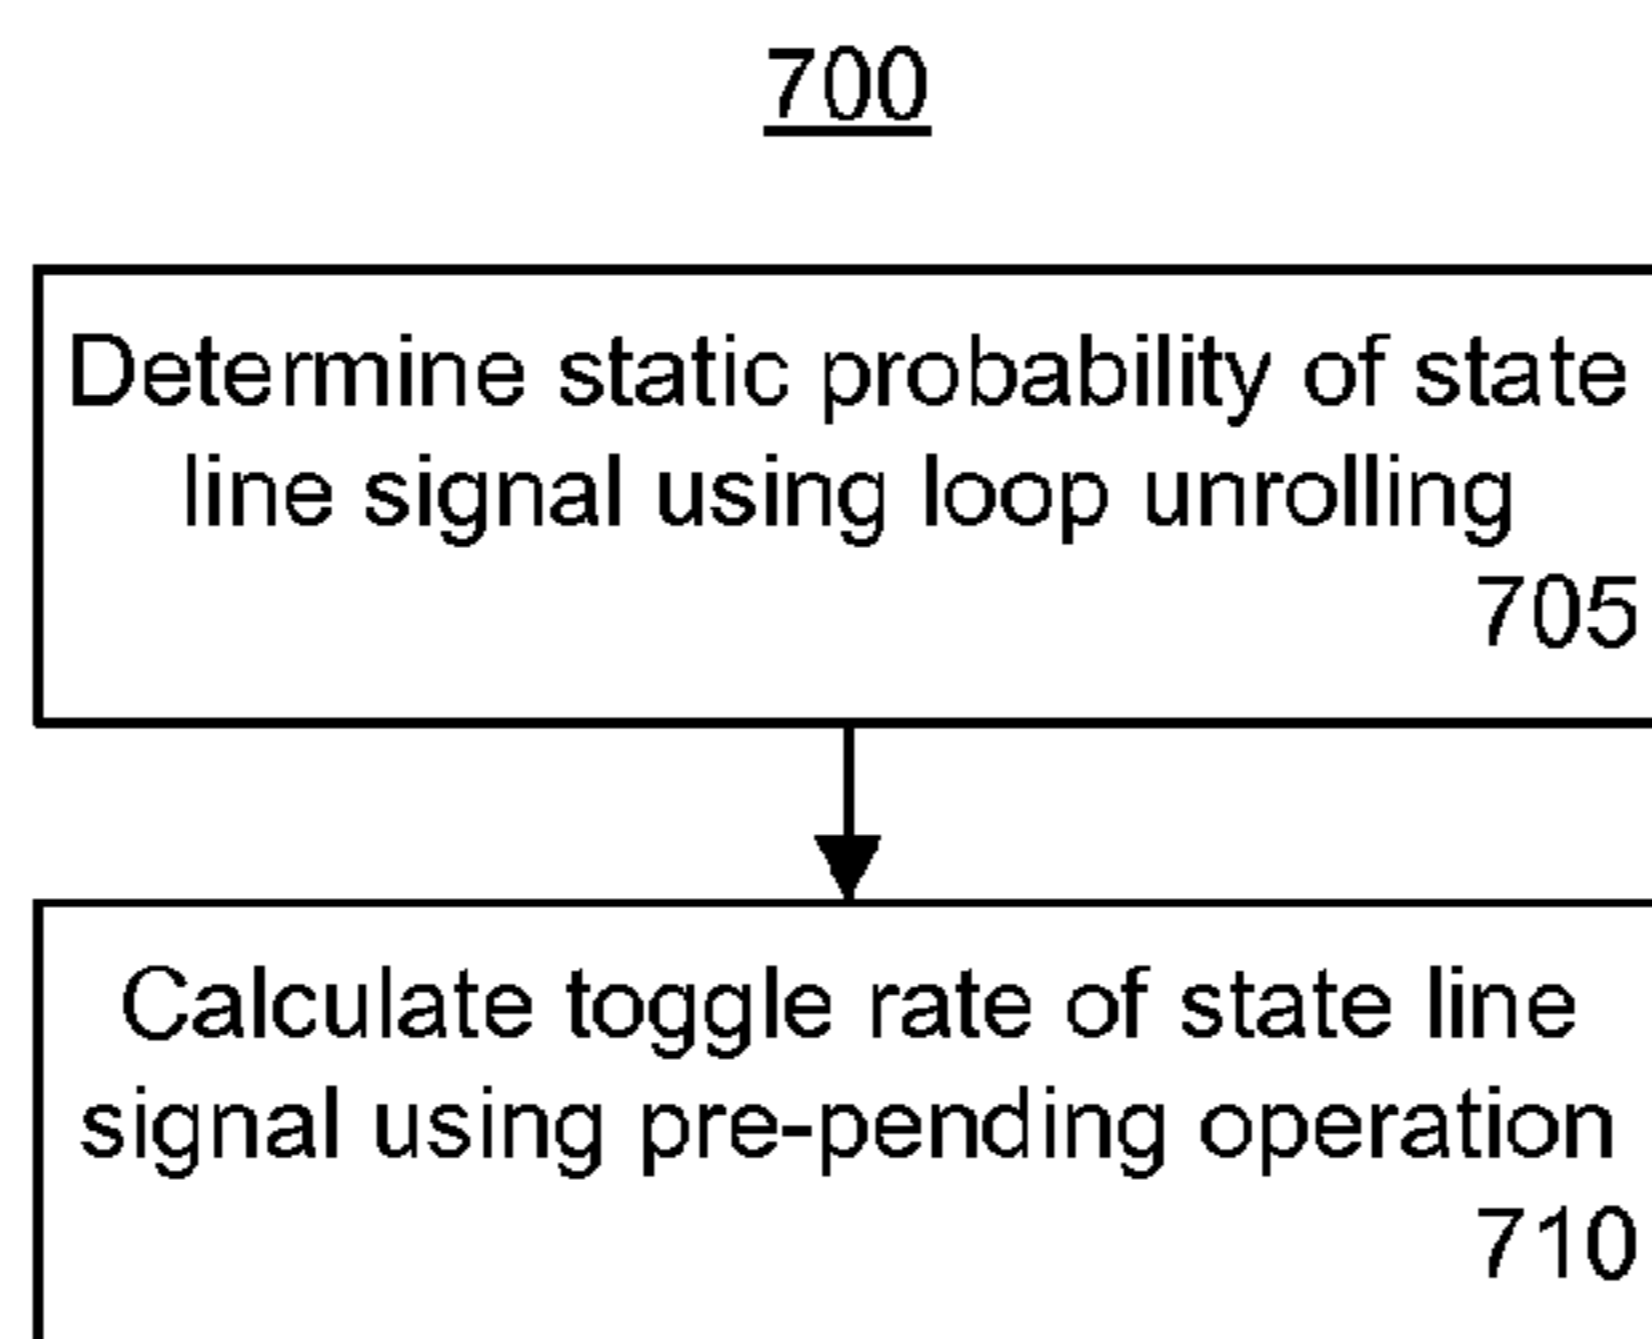 700
Determine static probability of state
line signal using loop unrolling
705
Calculate toggle rate of state line
signal using pre-pending operation
710